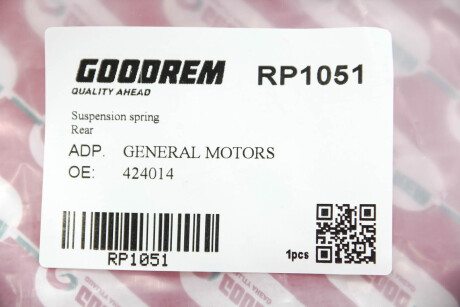 GOODREM RP1051
QUALITY AHEAD
Suspension spring
Rear
ADP. GENERAL MOTORS
OE: 424014
RP1051
1pcs